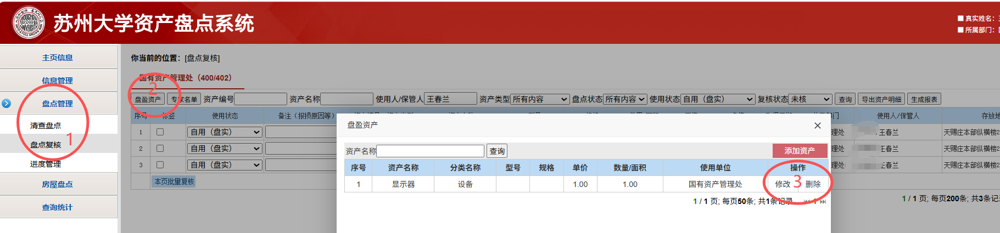 苏州大学资产盘点系统
真实姓名：
所属部门：
主页信息
信息管理
盘点管理
清查盘点
盘点复核
进度管理
房屋盘点
查询统计
1
你当前的位置：[盘点复核]
国有资产管理处（400/402）
2
盘盈资产 专家名单 资产编号 资产名称 使用人/保管人 王春兰 资产类型 所有内容 盘点状态 所有内容 使用状态 自用（盘实） 复核状态 未核 查询 导出资产明细 生成报表
序号 标签 使用状态 备注（报损原因等） 使用人/保管人 存放地
1 自用（盘实） 理处 王春兰 天赐庄本部纵横楼2
2 自用（盘实） 理处 王春兰 天赐庄本部纵横楼2
3 自用（盘实） 理处 王春兰 天赐庄本部纵横楼2
本页批量复核
1 / 1 页; 每页200条; 共3条记录
盘盈资产
资产名称 查询 添加资产
序号 资产名称 分类名称 型号 规格 单价 数量/面积 使用单位 操作
1 显示器 设备 1.00 1.00 国有资产管理处 修改 删除
3
1 / 1 页; 每页50条; 共1条记录 1